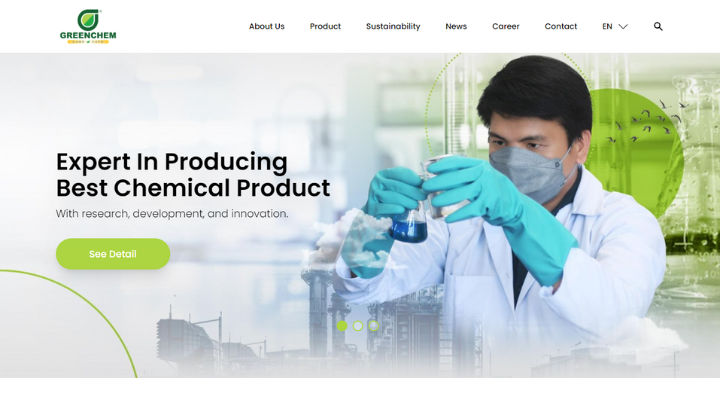 GREENCHEM
About Us
Product
Sustainability
News
Career
Contact
EN
Expert In Producing
Best Chemical Product
With research, development, and innovation.
See Detail